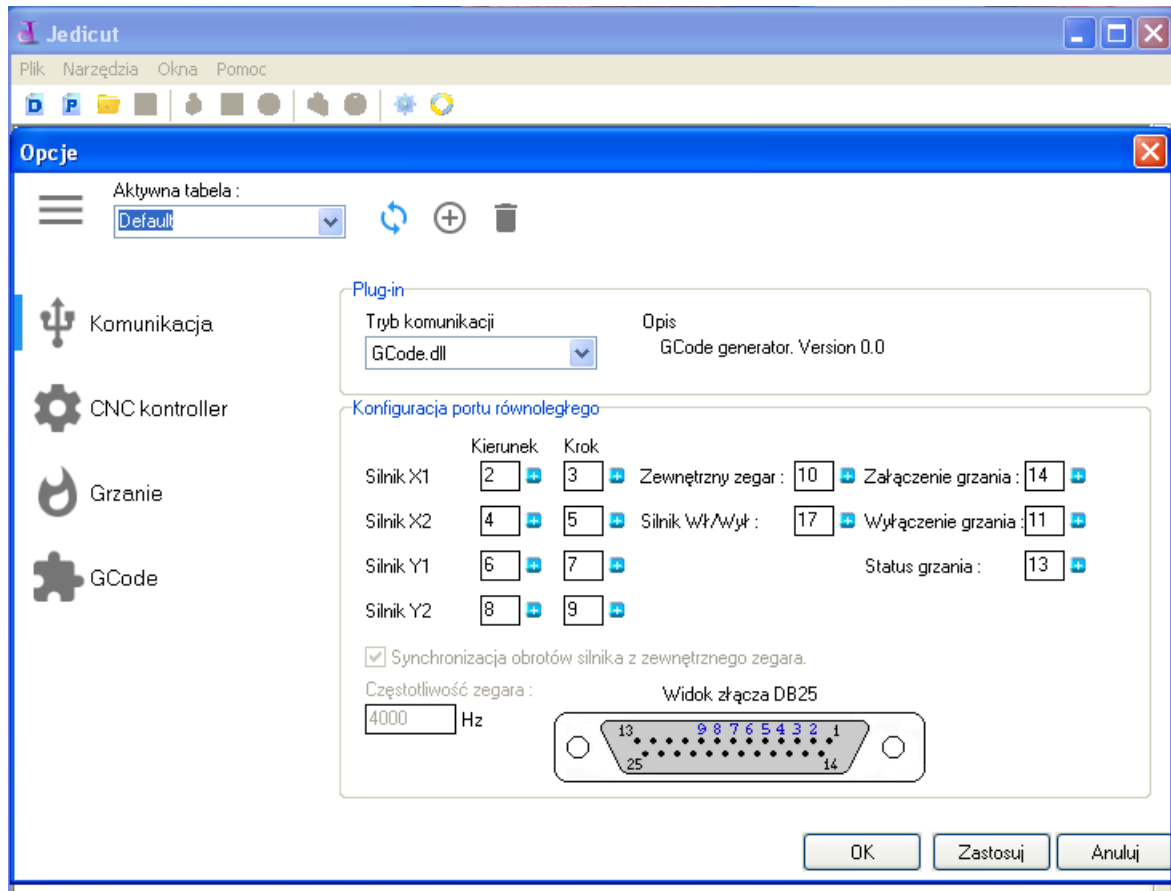 Jedicut
Plik Narzędzia Okna Pomoc
D P
Opcje
Aktywna tabela :
Default
Komunikacja
CNC kontroller
Grzanie
GCode
Plug-in
Tryb komunikacji Opis
GCode.dll GCode generator. Version 0.0
Konfiguracja portu równoległego
Kierunek Krok
Silnik X1 2 3 Zewnętrzny zegar : 10 Załączenie grzania : 14
Silnik X2 4 5 Silnik Wł/Wył : 17 Wyłączenie grzania : 11
Silnik Y1 6 7 Status grzania : 13
Silnik Y2 8 9
Synchronizacja obrotów silnika z zewnętrznego zegara.
Częstotliwość zegara : Widok złącza DB25
4000 Hz
13 9 8 7 6 5 4 3 2 1
25 14
OK Zastosuj Anuluj